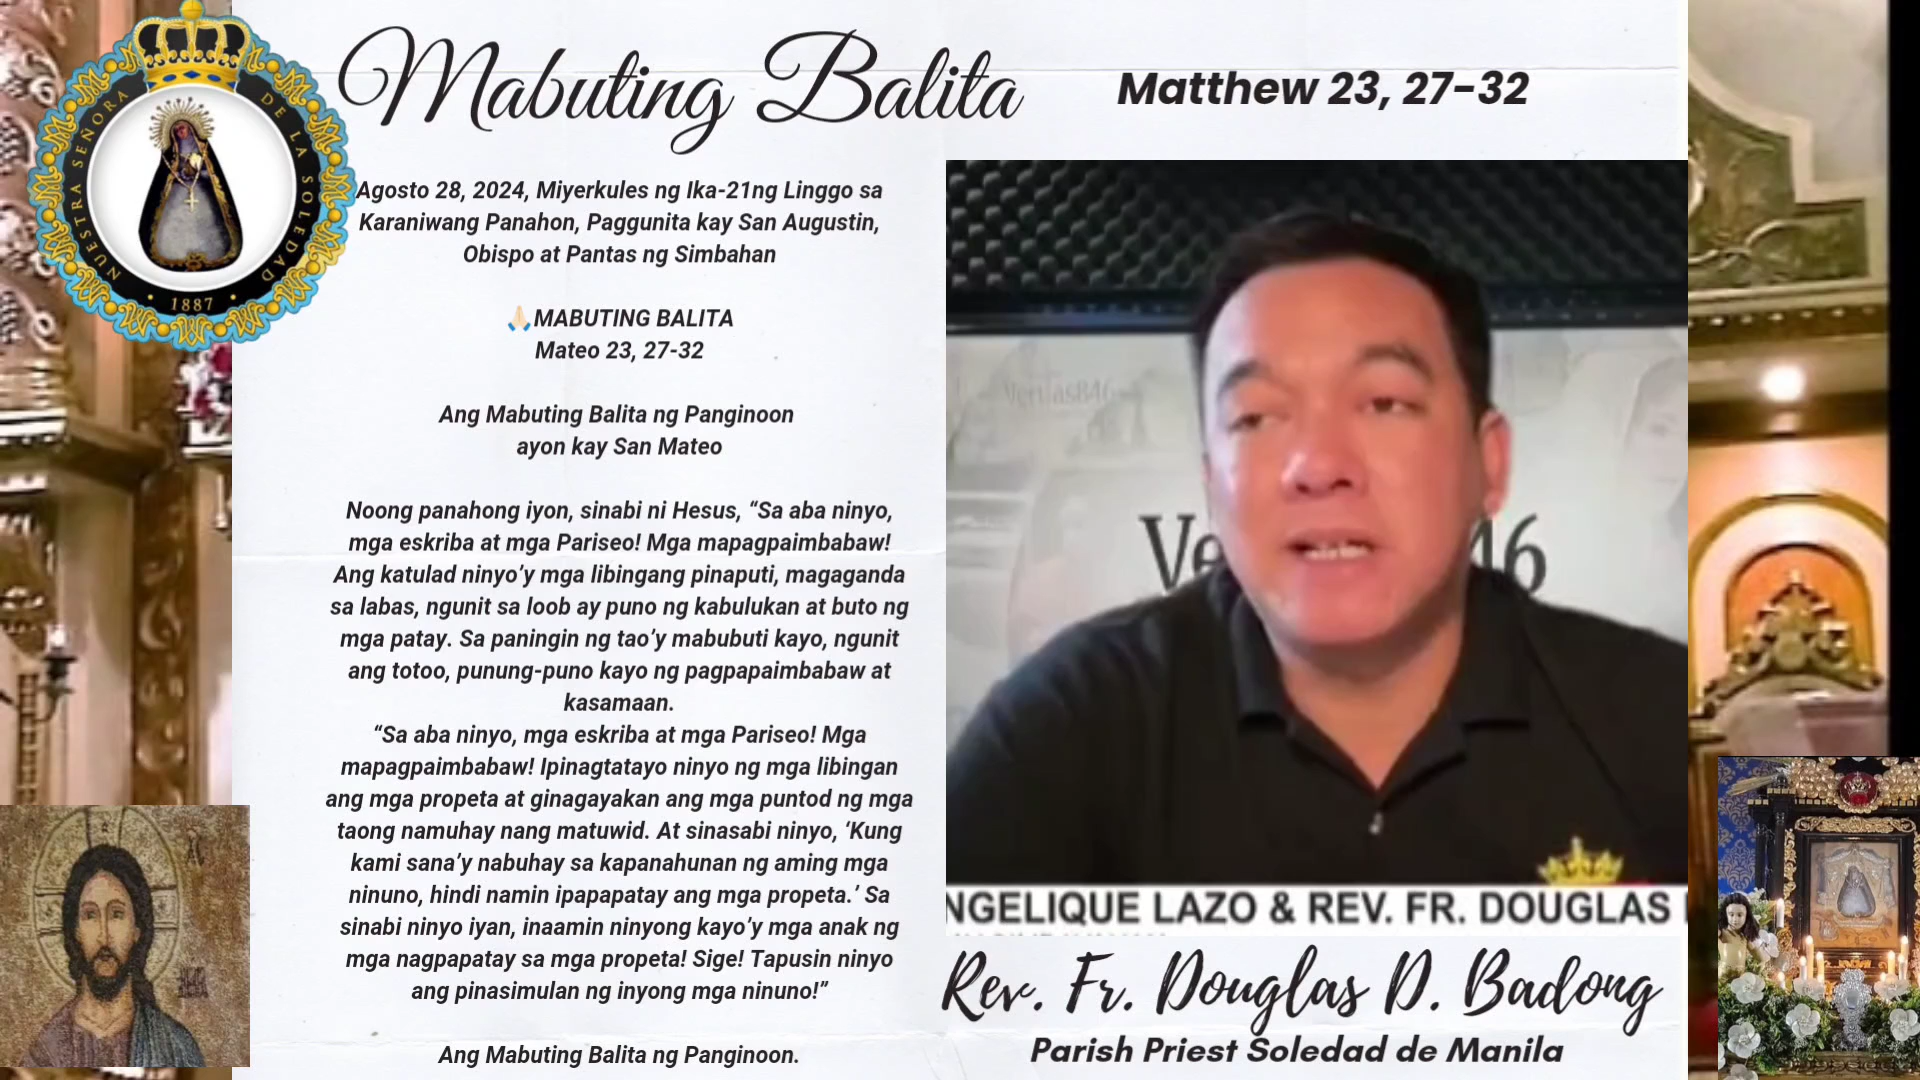 Mabuting Balita
Matthew 23, 27-32
NUESTRA SEÑORA DE LA SOLEDAD
• 1887 •
Agosto 28, 2024, Miyerkules ng Ika-21ng Linggo sa
Karaniwang Panahon, Paggunita kay San Augustin,
Obispo at Pantas ng Simbahan
🙏🏻MABUTING BALITA
Mateo 23, 27-32
Ang Mabuting Balita ng Panginoon
ayon kay San Mateo
Noong panahong iyon, sinabi ni Hesus, “Sa aba ninyo,
mga eskriba at mga Pariseo! Mga mapagpaimbabaw!
Ang katulad ninyo’y mga libingang pinaputi, magaganda
sa labas, ngunit sa loob ay puno ng kabulukan at buto ng
mga patay. Sa paningin ng tao’y mabubuti kayo, ngunit
ang totoo, punung-puno kayo ng pagpapaimbabaw at
kasamaan.
“Sa aba ninyo, mga eskriba at mga Pariseo! Mga
mapagpaimbabaw! Ipinagtatayo ninyo ng mga libingan
ang mga propeta at ginagayakan ang mga puntod ng mga
taong namuhay nang matuwid. At sinasabi ninyo, ‘Kung
kami sana’y nabuhay sa kapanahunan ng aming mga
ninuno, hindi namin ipapapatay ang mga propeta.’ Sa
sinabi ninyo iyan, inaamin ninyong kayo’y mga anak ng
mga nagpapatay sa mga propeta! Sige! Tapusin ninyo
ang pinasimulan ng inyong mga ninuno!”
Ang Mabuting Balita ng Panginoon.
Veritas846
Ve 46
NGELIQUE LAZO & REV. FR. DOUGLAS
Rev. Fr. Douglas D. Badong
Parish Priest Soledad de Manila